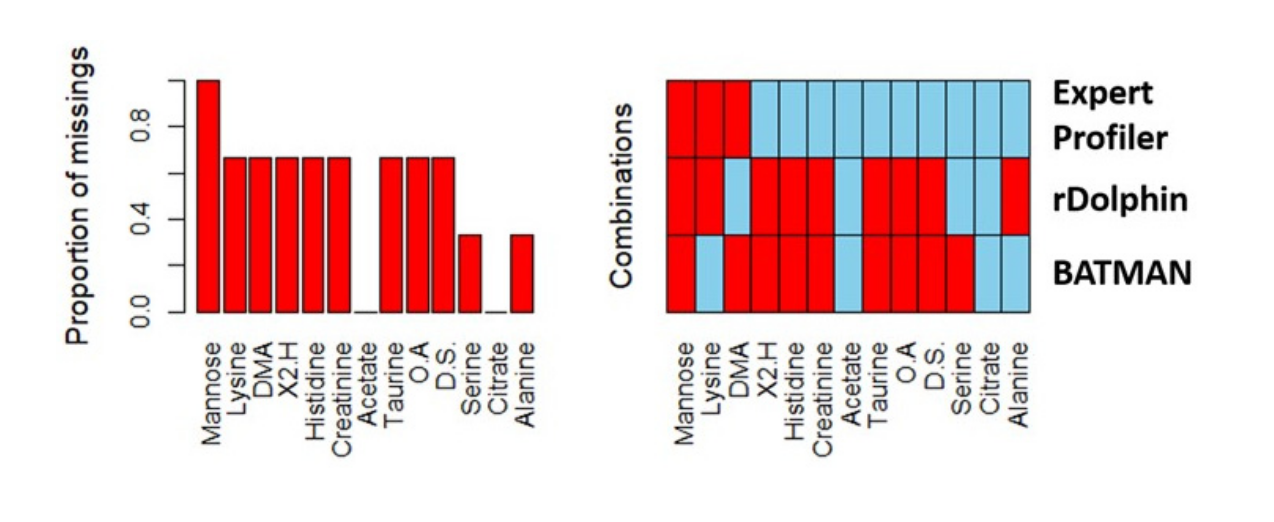 Proportion of missings
0.8
0.4
0.0
Mannose
Lysine
DMA
X2.H
Histidine
Creatinine
Acetate
Taurine
O.A
D.S.
Serine
Citrate
Alanine
Combinations
Mannose
Lysine
DMA
X2.H
Histidine
Creatinine
Acetate
Taurine
O.A
D.S.
Serine
Citrate
Alanine
Expert
Profiler
rDolphin
BATMAN